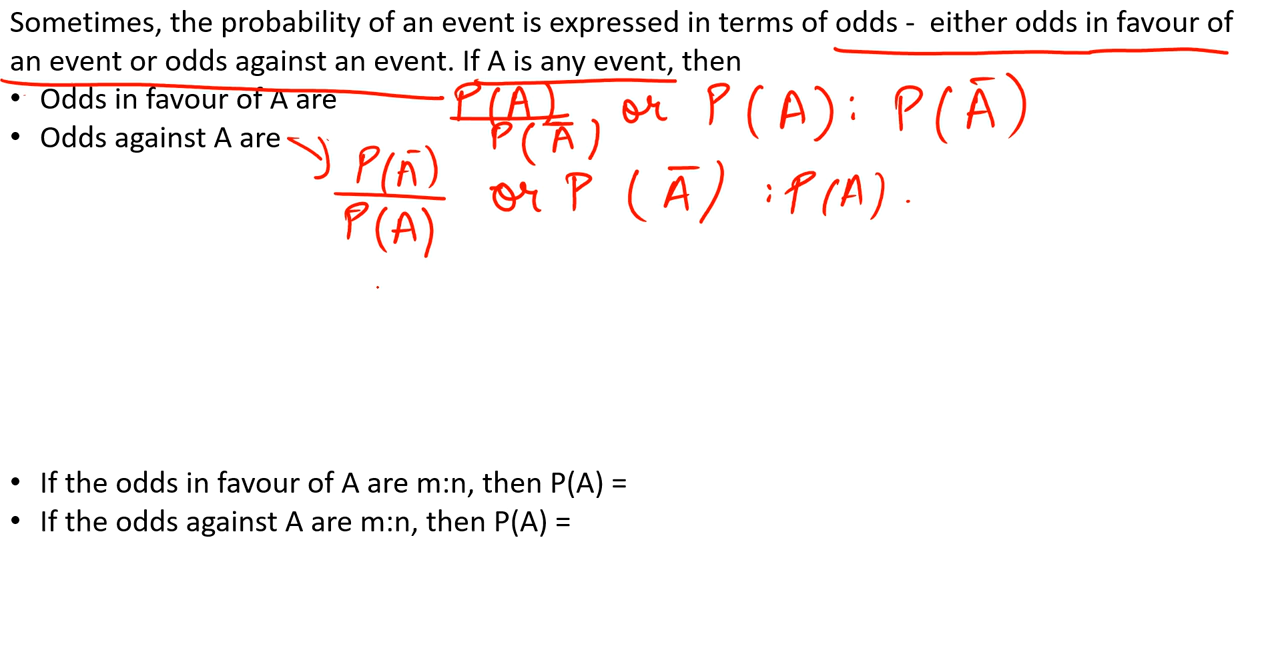 Sometimes, the probability of an event is expressed in terms of odds - either odds in favour of
an event or odds against an event. If A is any event, then
• Odds in favour of A are P(A)/P(Ā) or P(A) : P(Ā)
• Odds against A are P(Ā)/P(A) or P(Ā) : P(A).
• If the odds in favour of A are m:n, then P(A) =
• If the odds against A are m:n, then P(A) =